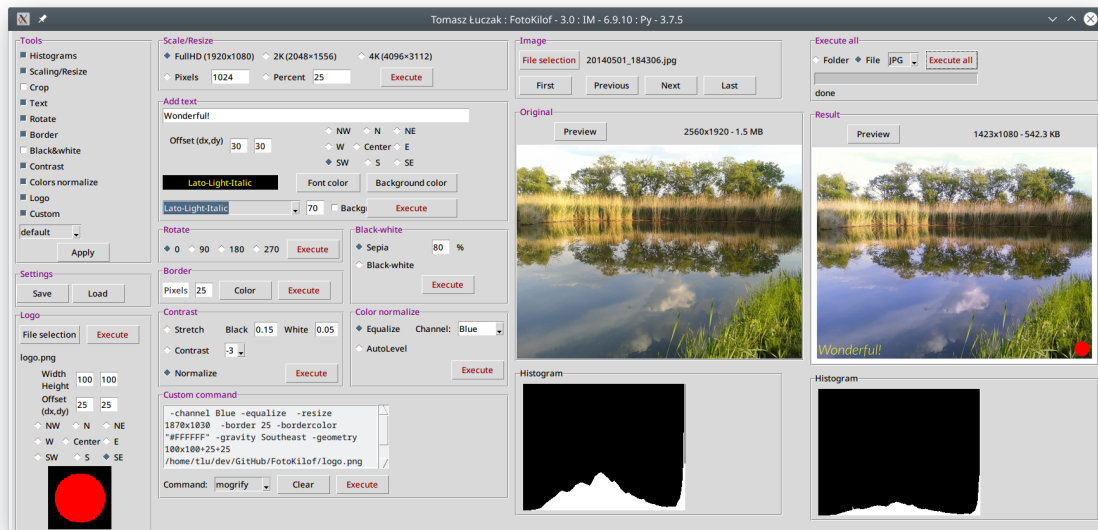 Tomasz Łuczak : FotoKilof - 3.0 : IM - 6.9.10 : Py - 3.7.5
Tools
Histograms
Scaling/Resize
Crop
Text
Rotate
Border
Black&white
Contrast
Colors normalize
Logo
Custom
default
Apply
Settings
Save Load
Logo
File selection Execute
logo.png
Width
Height 100 100
Offset
(dx,dy) 25 25
NW N NE
W Center E
SW S SE
Scale/Resize
FullHD (1920x1080) 2K (2048×1556) 4K (4096×3112)
Pixels 1024 Percent 25 Execute
Add text
Wonderful!
Offset (dx,dy) 30 30
NW N NE
W Center E
SW S SE
Lato-Light-Italic Font color Background color
Lato-Light-Italic 70 Backgr Execute
Rotate
0 90 180 270 Execute
Border
Pixels 25 Color Execute
Black-white
Sepia 80 %
Black-white
Execute
Contrast
Stretch Black 0.15 White 0.05
Contrast -3
Normalize Execute
Color normalize
Equalize Channel: Blue
AutoLevel
Execute
Custom command
-channel Blue -equalize -resize
1870x1030 -border 25 -bordercolor
"#FFFFFF" -gravity Southeast -geometry
100x100+25+25
/home/tlu/dev/GitHub/FotoKilof/logo.png
Command: mogrify Clear Execute
Image
File selection 20140501_184306.jpg
First Previous Next Last
Original
Preview 2560x1920 - 1.5 MB
Histogram
Execute all
Folder File JPG Execute all
done
Result
Preview 1423x1080 - 542.3 KB
Wonderful!
Histogram